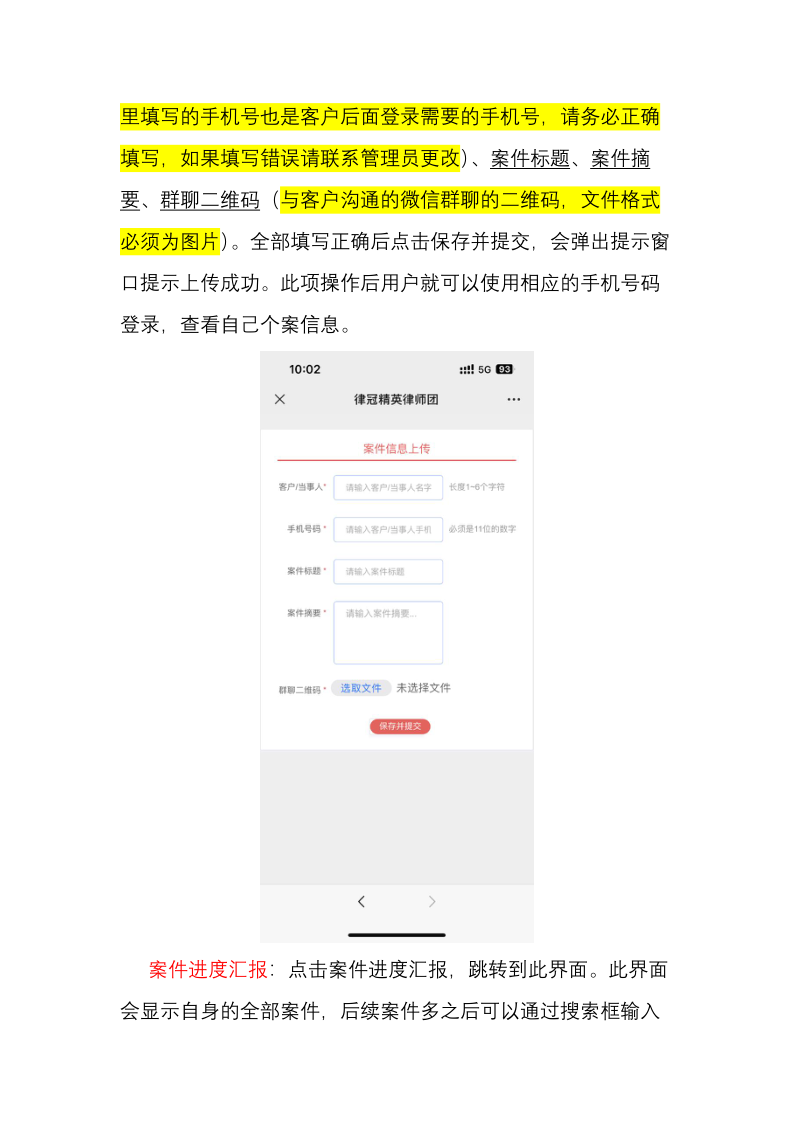 里填写的手机号也是客户后面登录需要的手机号，请务必正确
填写，如果填写错误请联系管理员更改）、案件标题、案件摘
要、群聊二维码（与客户沟通的微信群聊的二维码，文件格式
必须为图片）。全部填写正确后点击保存并提交，会弹出提示窗
口提示上传成功。此项操作后用户就可以使用相应的手机号码
登录，查看自己个案信息。
10:02 5G 93
律冠精英律师团
案件信息上传
客户/当事人* 请输入客户/当事人名字 长度1~6个字符
手机号码* 请输入客户/当事人手机 必须是11位的数字
案件标题* 请输入案件标题
案件摘要* 请输入案件摘要...
群聊二维码* 选取文件 未选择文件
保存并提交
案件进度汇报：点击案件进度汇报，跳转到此界面。此界面
会显示自身的全部案件，后续案件多之后可以通过搜索框输入